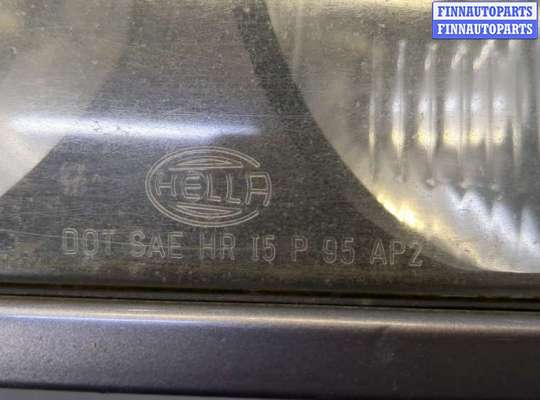 FINNAUTOPARTS
FINNAUTOPARTS
HELLA
DOT SAE HR I5 P 95 AP2